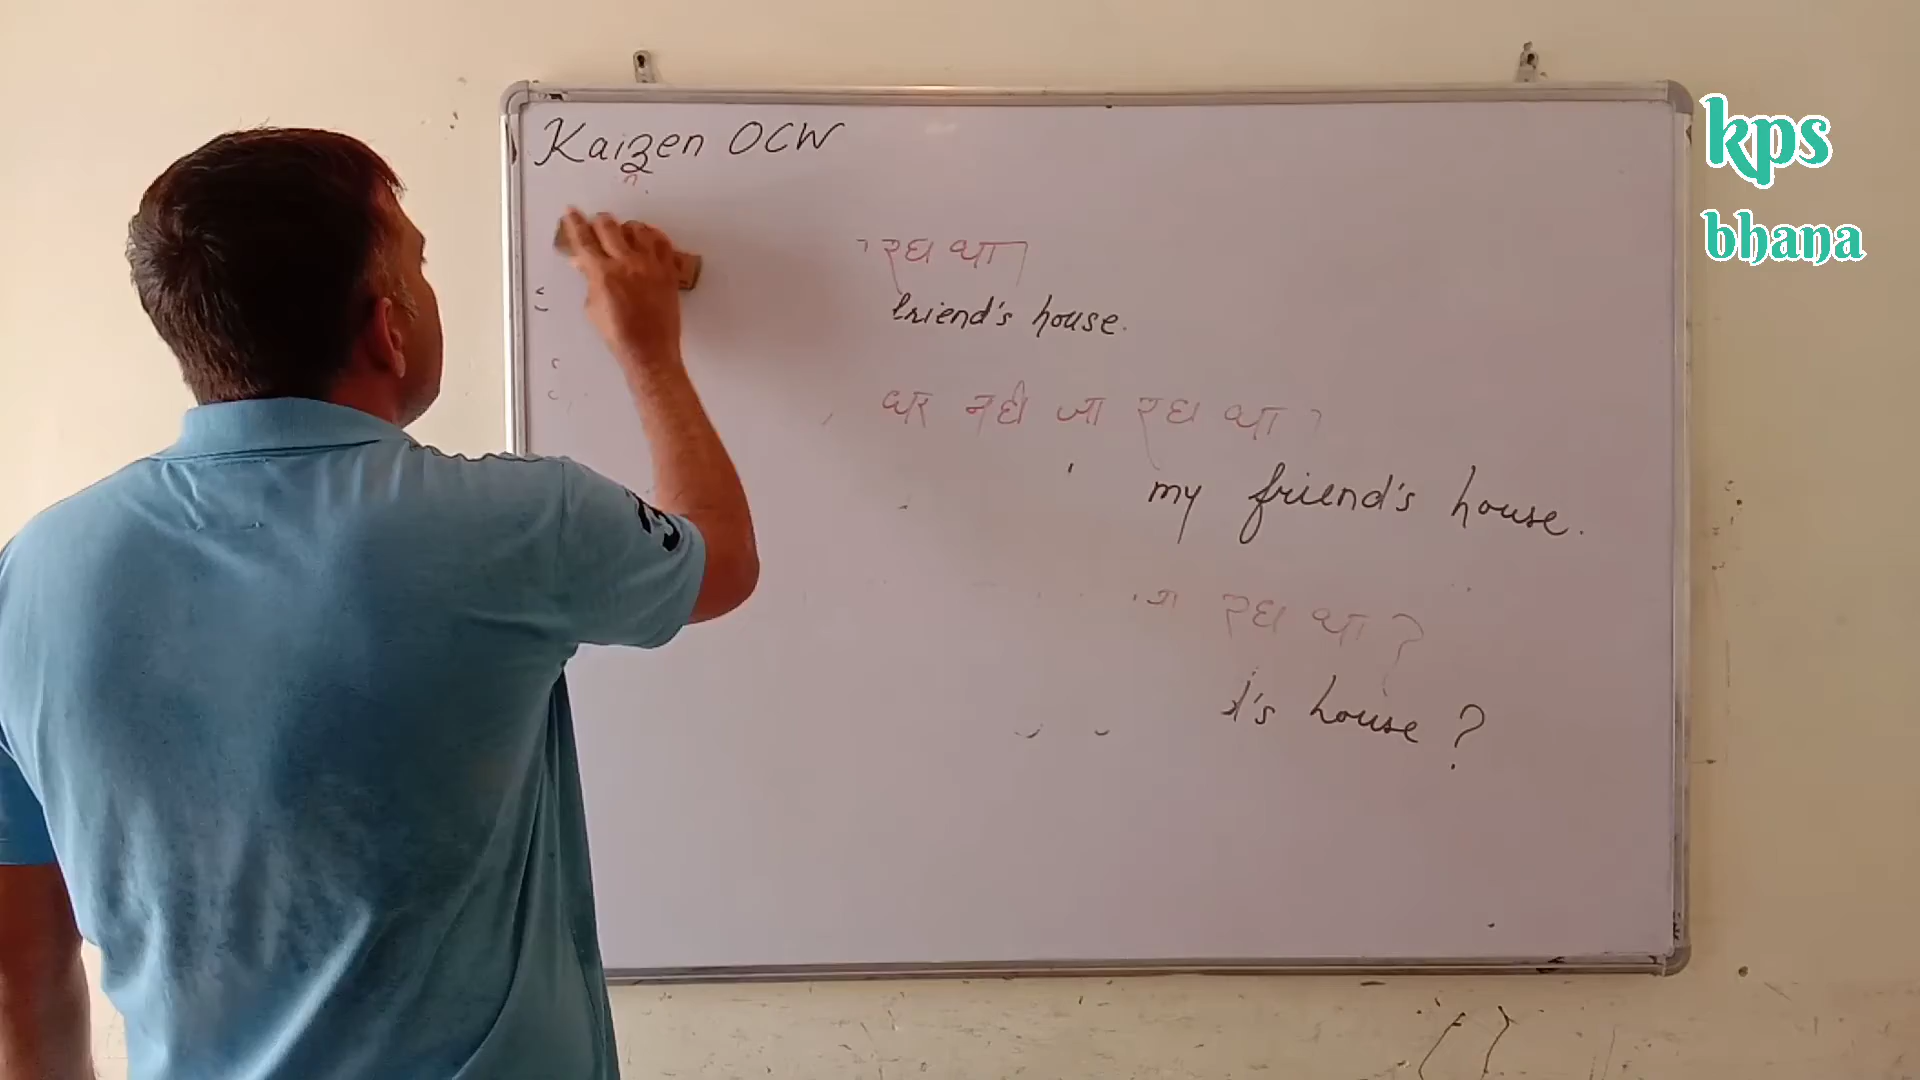 Kaizen OCW
रहा था
friend's house.
घर नही जा रहा था
my friend's house.
रहा था ?
's house ?
kps
bhana